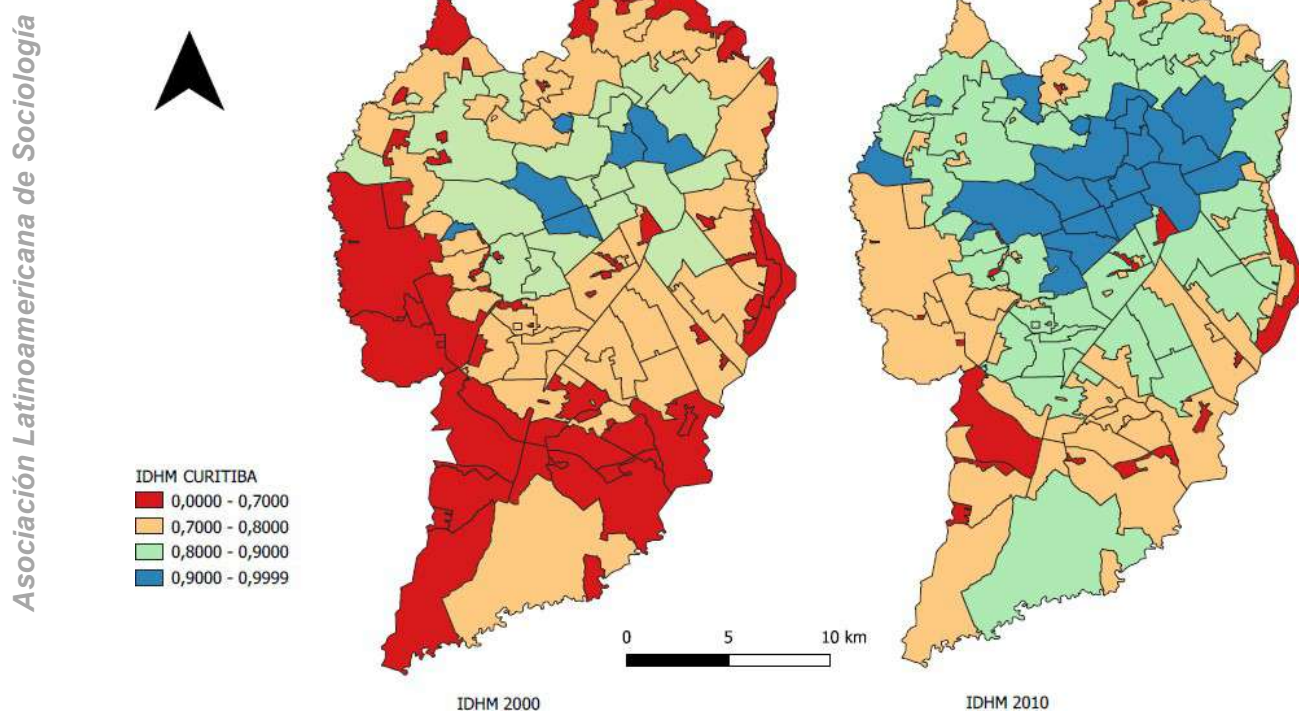 Asociación Latinoamericana de Sociología
IDHM CURITIBA
0,0000 - 0,7000
0,7000 - 0,8000
0,8000 - 0,9000
0,9000 - 0,9999
0 5 10 km
IDHM 2000
IDHM 2010